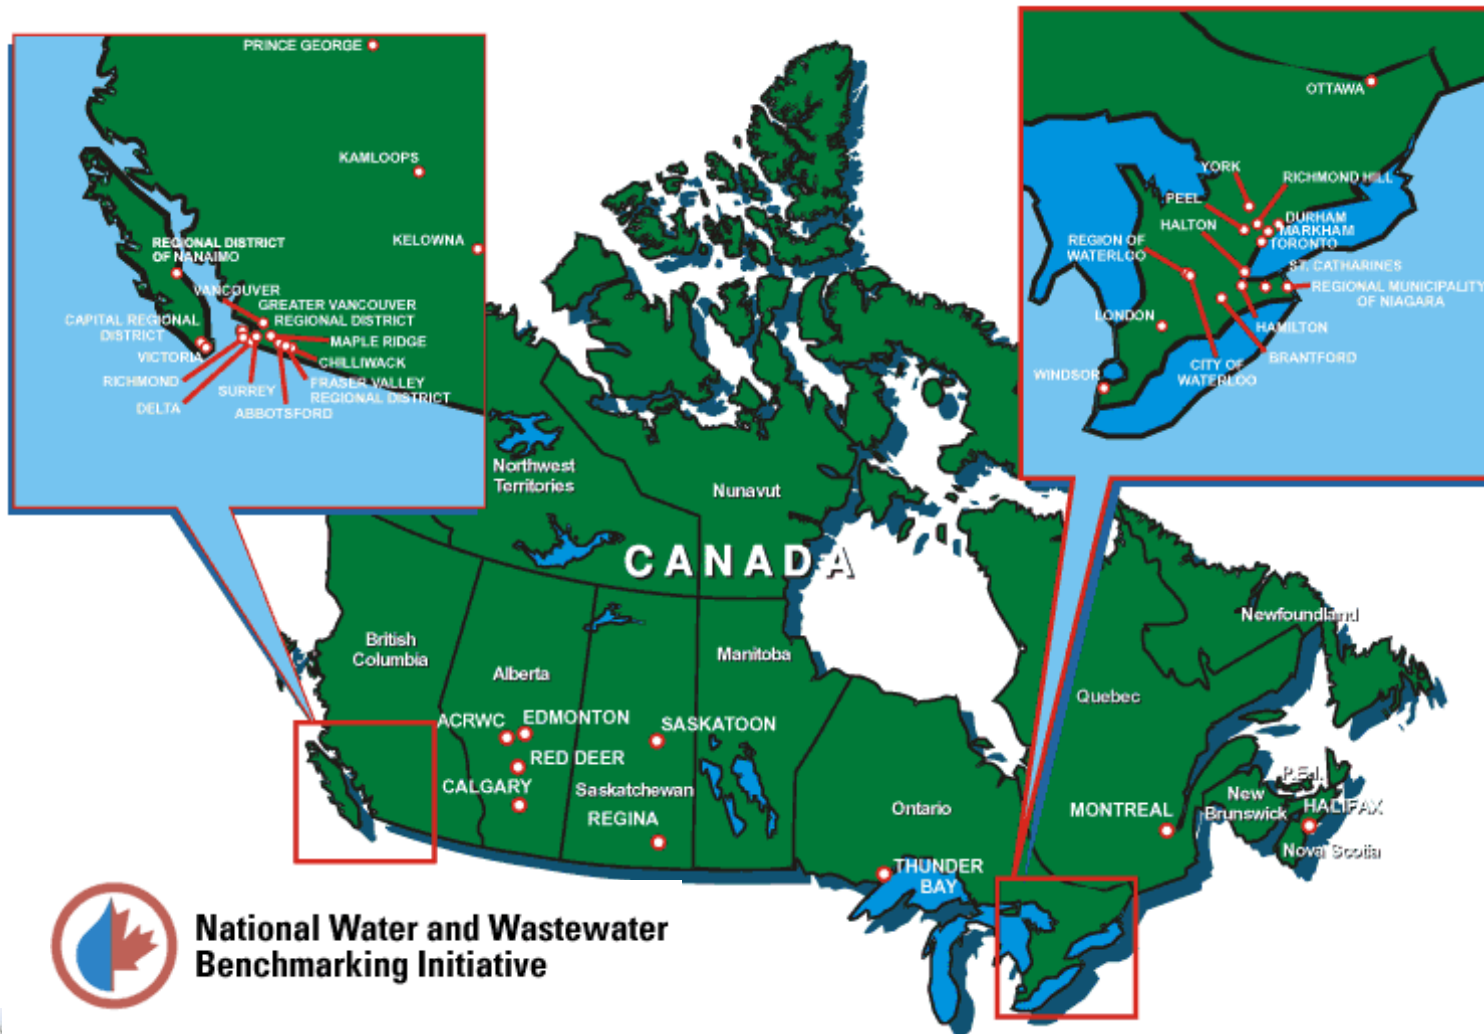 PRINCE GEORGE
KAMLOOPS
KELOWNA
REGIONAL DISTRICT
OF NANAIMO
VANCOUVER
GREATER VANCOUVER
REGIONAL DISTRICT
CAPITAL REGIONAL
DISTRICT
MAPLE RIDGE
VICTORIA
CHILLIWACK
RICHMOND
SURREY
FRASER VALLEY
REGIONAL DISTRICT
DELTA
ABBOTSFORD
OTTAWA
YORK
RICHMOND HILL
PEEL
HALTON
DURHAM
MARKHAM
TORONTO
REGION OF
WATERLOO
ST. CATHARINES
REGIONAL MUNICIPALITY
OF NIAGARA
LONDON
HAMILTON
BRANTFORD
CITY OF
WATERLOO
WINDSOR
Northwest
Territories
Nunavut
CANADA
British
Columbia
Alberta
Manitoba
Newfoundland
Quebec
ACRWC
EDMONTON
SASKATOON
RED DEER
CALGARY
Saskatchewan
REGINA
Ontario
MONTREAL
P.E.I.
New
Brunswick
HALIFAX
Nova Scotia
THUNDER
BAY
National Water and Wastewater
Benchmarking Initiative